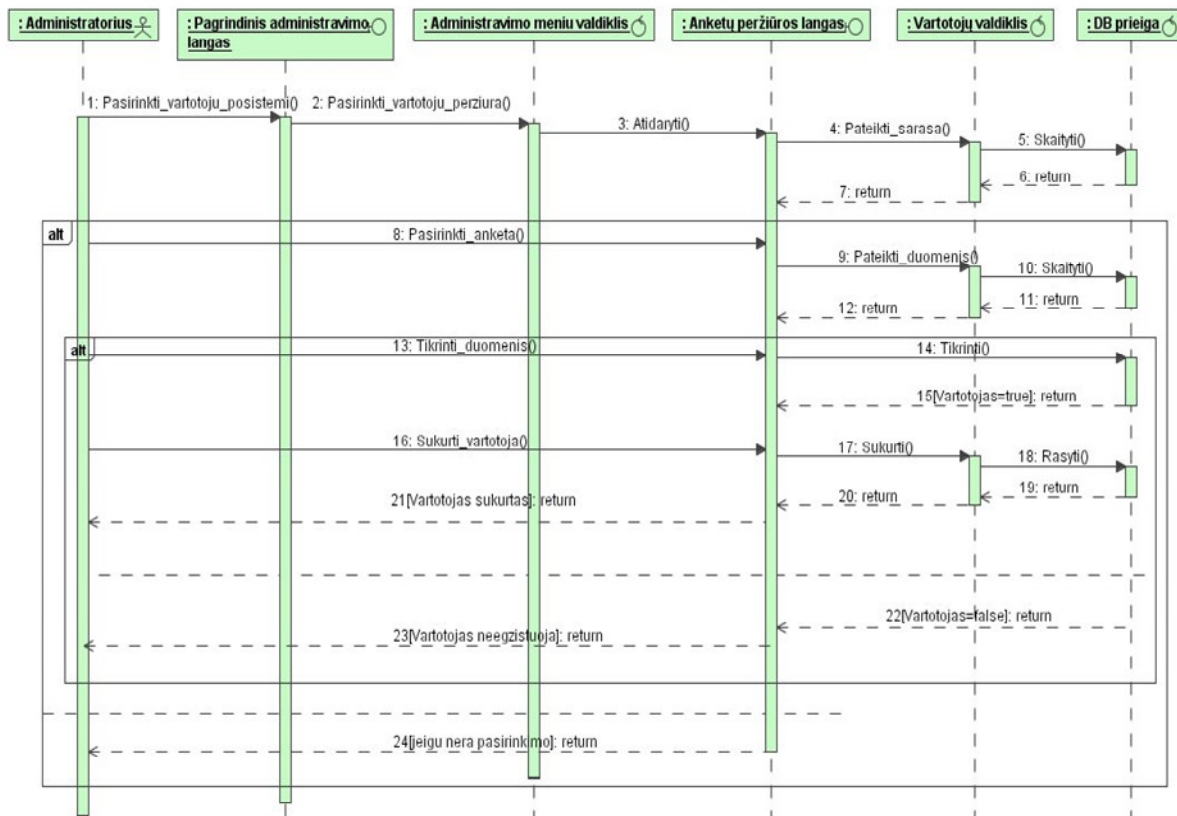 : Administratorius
: Pagrindinis administravimo
langas
: Administravimo meniu valdiklis
: Anketų peržiūros langas
: Vartotojų valdiklis
: DB prieiga
1: Pasirinkti_vartotoju_posistemi()
2: Pasirinkti_vartotoju_perziura()
3: Atidaryti()
4: Pateikti_sarasa()
5: Skaityti()
6: return
7: return
alt
8: Pasirinkti_anketa()
9: Pateikti_duomenis()
10: Skaityti()
11: return
12: return
alt
13: Tikrinti_duomenis()
14: Tikrinti()
15[Vartotojas=true]: return
16: Sukurti_vartotoja()
17: Sukurti()
18: Rasyti()
19: return
20: return
21[Vartotojas sukurtas]: return
22[Vartotojas=false]: return
23[Vartotojas neegzistuoja]: return
24[jeigu nera pasirinkimo]: return